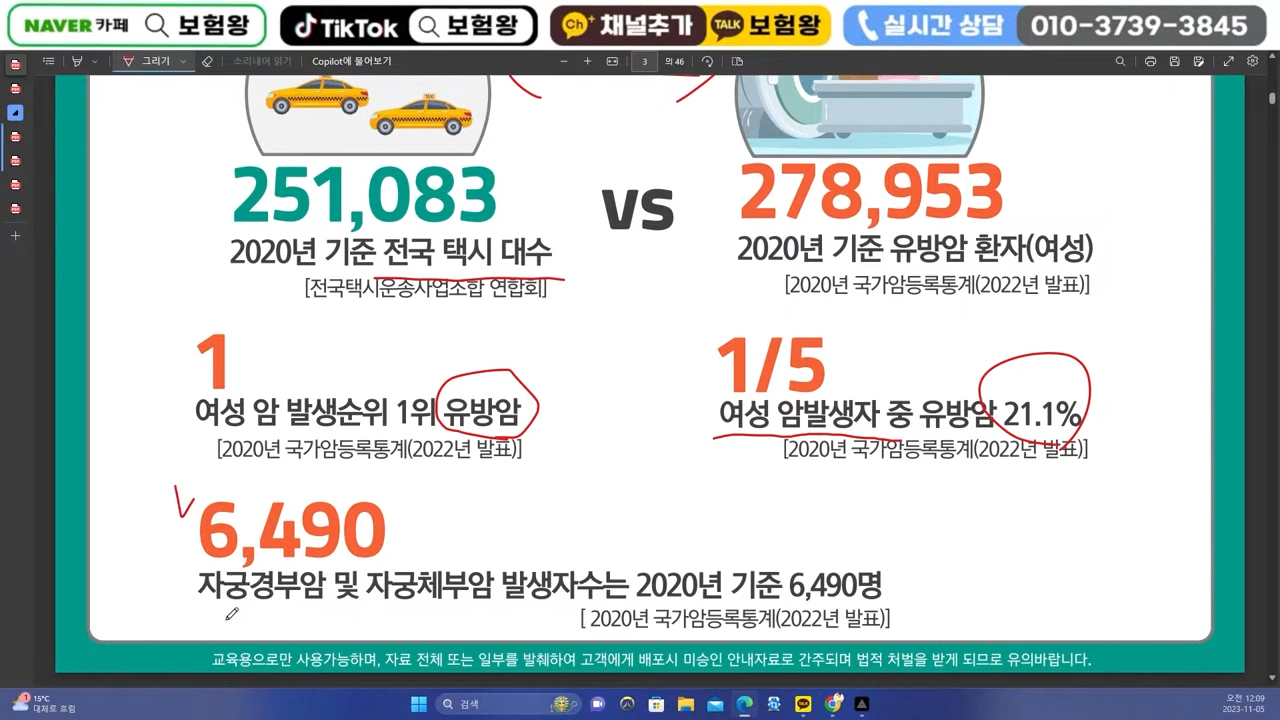 NAVER 카페 보험왕 TikTok 보험왕 Ch+ 채널추가 TALK 보험왕 실시간 상담 010-3739-3845
그리기 소리내어 읽기 Copilot에 물어보기 3 의 46
TAXI
251,083 vs 278,953
2020년 기준 전국 택시 대수 2020년 기준 유방암 환자(여성)
[전국택시운송사업조합 연합회] [2020년 국가암등록통계(2022년 발표)]
1 1/5
여성 암 발생순위 1위 유방암 여성 암발생자 중 유방암 21.1%
[2020년 국가암등록통계(2022년 발표)] [2020년 국가암등록통계(2022년 발표)]
6,490
자궁경부암 및 자궁체부암 발생자수는 2020년 기준 6,490명
[ 2020년 국가암등록통계(2022년 발표)]
교육용으로만 사용가능하며, 자료 전체 또는 일부를 발췌하여 고객에게 배포시 미승인 안내자료로 간주되며 법적 처벌을 받게 되므로 유의바랍니다.
1 15°C 검색 TALK 오전 12:09
대체로 흐림 2023-11-05